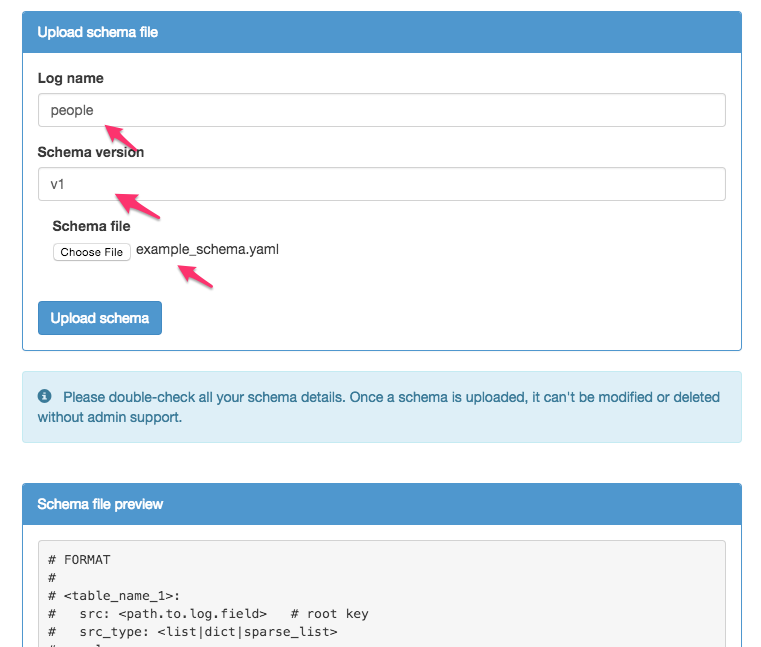 Upload schema file
Log name
people
Schema version
v1
Schema file
Choose File example_schema.yaml
Upload schema
Please double-check all your schema details. Once a schema is uploaded, it can't be modified or deleted
without admin support.
Schema file preview
# FORMAT
#
# <table_name_1>:
#   src: <path.to.log.field>   # root key
#   src_type: <list|dict|sparse_list>